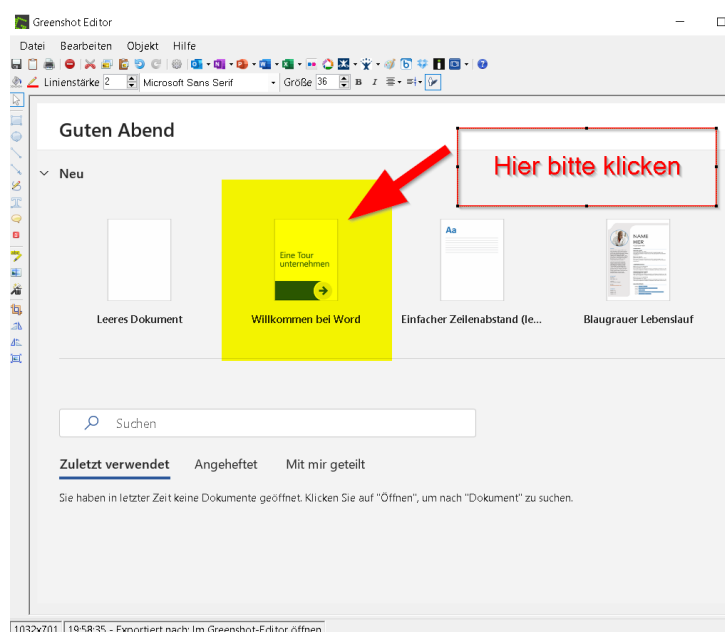 Greenshot Editor
Datei Bearbeiten Objekt Hilfe
Linienstärke 2 Microsoft Sans Serif Größe 36 B I
Guten Abend
Hier bitte klicken
Neu
Eine Tour
unternehmen
Aa
NAME
HIER
Leeres Dokument Willkommen bei Word Einfacher Zeilenabstand (le... Blaugrauer Lebenslauf
Suchen
Zuletzt verwendet Angeheftet Mit mir geteilt
Sie haben in letzter Zeit keine Dokumente geöffnet. Klicken Sie auf "Öffnen", um nach "Dokument" zu suchen.
1032x701 19:58:35 - Exportiert nach: Im Greenshot-Editor öffnen